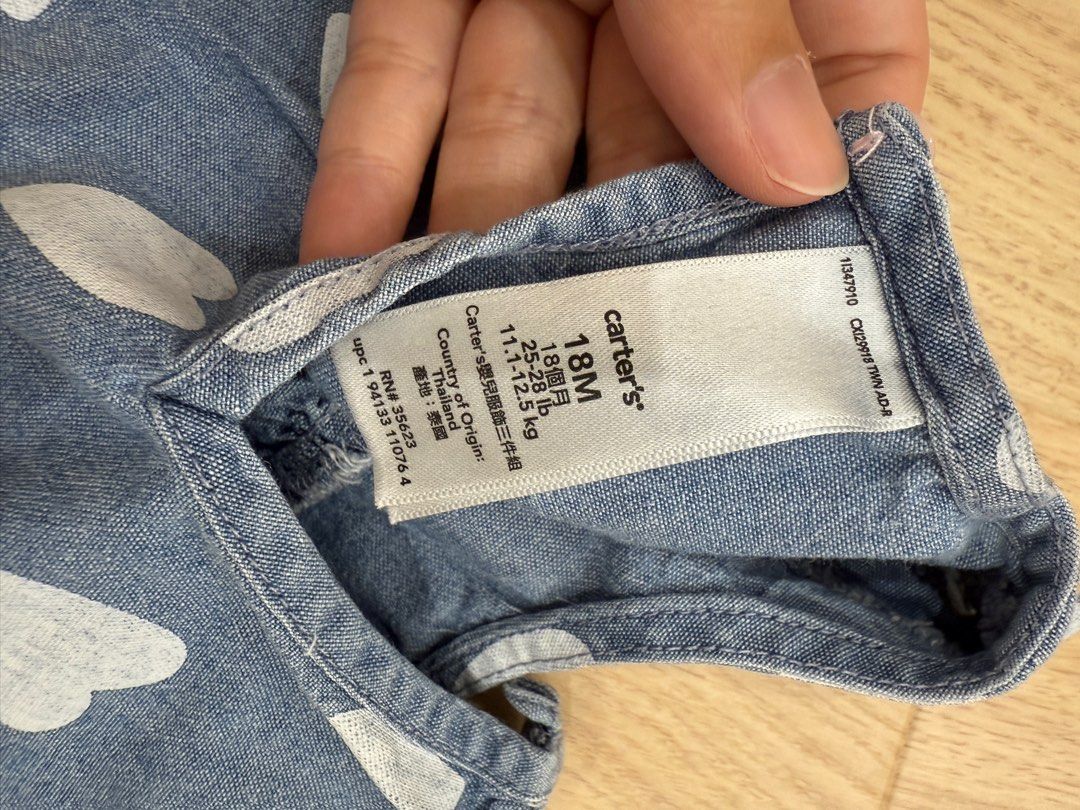 carter's®
18M
18個月
25-28 lb
11.1-12.5 kg
Carter's嬰兒服飾三件組
Country of Origin:
Thailand
產地：泰國
RN# 35623
upc 1 94133 11076 4
1I347910 CXI29918 TWN AD-R